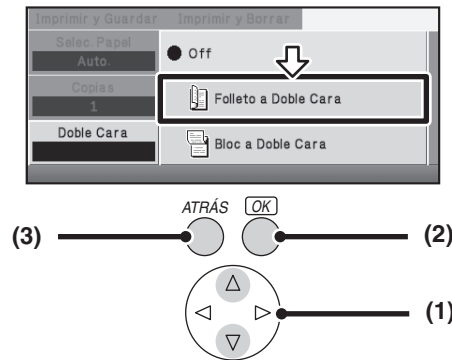 Imprimir y Guardar Imprimir y Borrar
Selec. Papel
Auto.
Off
Copias
1
Folleto a Doble Cara
Doble Cara
Bloc a Doble Cara
ATRÁS OK
(3) (2)
(1)